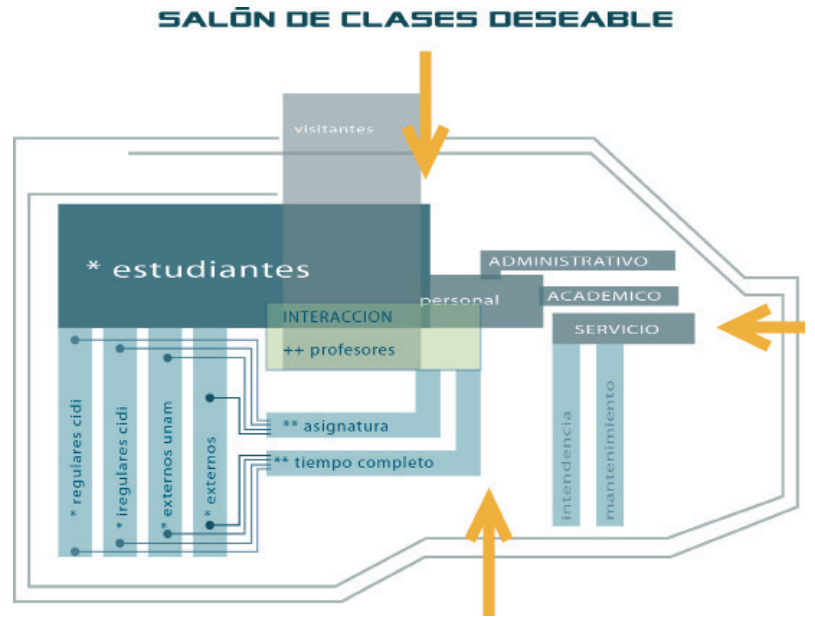 SALÓN DE CLASES DESEABLE
visitantes
* estudiantes
ADMINISTRATIVO
personal
ACADEMICO
INTERACCION
SERVICIO
++ profesores
* regulares cidi
* iregulares cidi
* externos unam
* externos
** asignatura
** tiempo completo
intendencia
mantenimiento